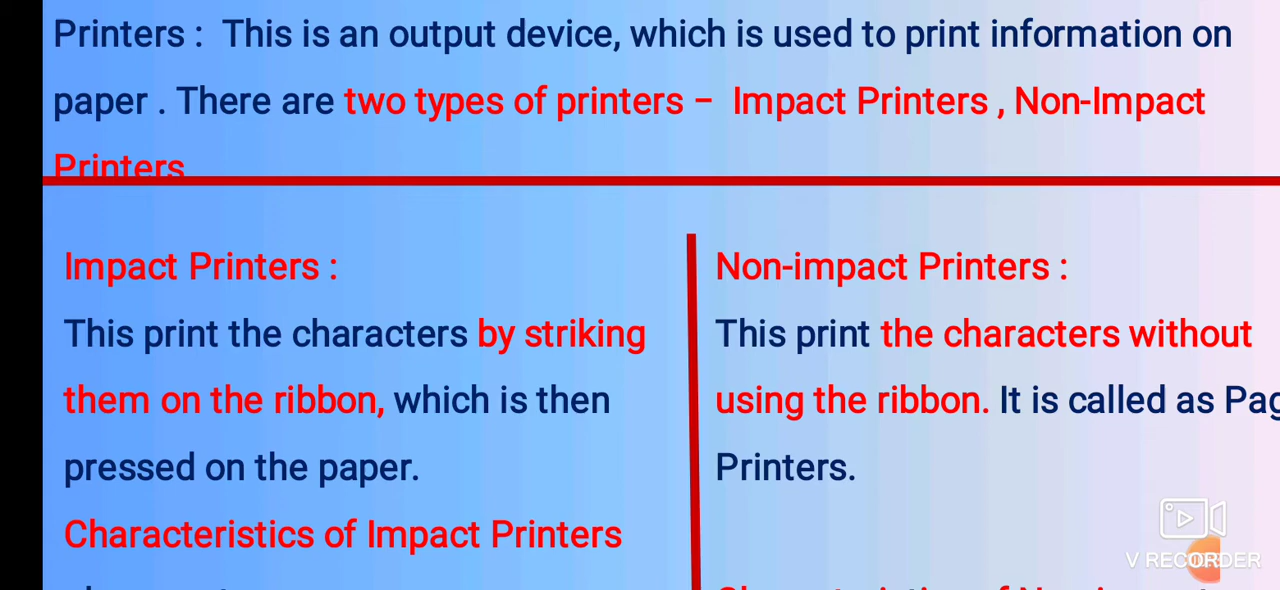 Printers :  This is an output device, which is used to print information on
paper . There are two types of printers –  Impact Printers , Non-Impact
Printers
Impact Printers :
This print the characters by striking
them on the ribbon, which is then
pressed on the paper.
Characteristics of Impact Printers
Non-impact Printers :
This print the characters without
using the ribbon. It is called as
Printers.
V RECORDER